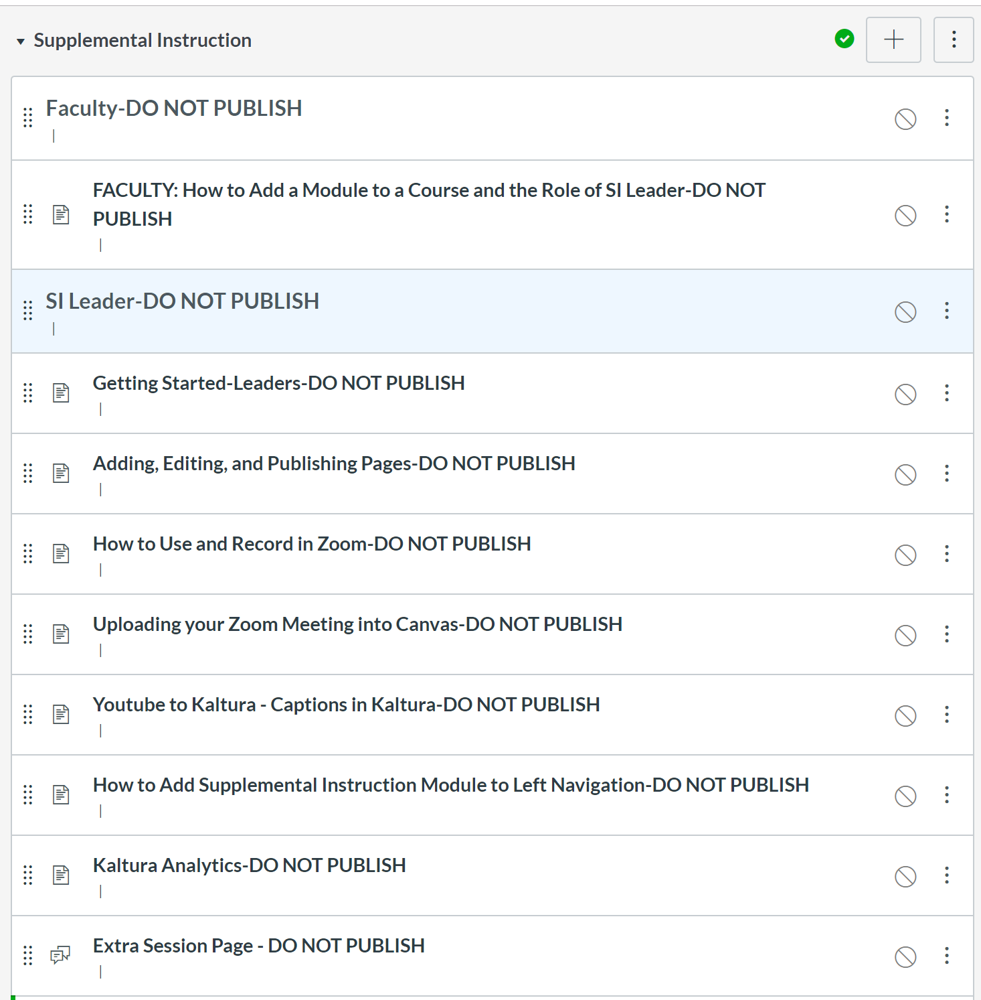 Supplemental Instruction
Faculty-DO NOT PUBLISH
|
FACULTY: How to Add a Module to a Course and the Role of SI Leader-DO NOT
PUBLISH
|
SI Leader-DO NOT PUBLISH
|
Getting Started-Leaders-DO NOT PUBLISH
|
Adding, Editing, and Publishing Pages-DO NOT PUBLISH
|
How to Use and Record in Zoom-DO NOT PUBLISH
|
Uploading your Zoom Meeting into Canvas-DO NOT PUBLISH
|
Youtube to Kaltura - Captions in Kaltura-DO NOT PUBLISH
|
How to Add Supplemental Instruction Module to Left Navigation-DO NOT PUBLISH
|
Kaltura Analytics-DO NOT PUBLISH
|
Extra Session Page - DO NOT PUBLISH
|